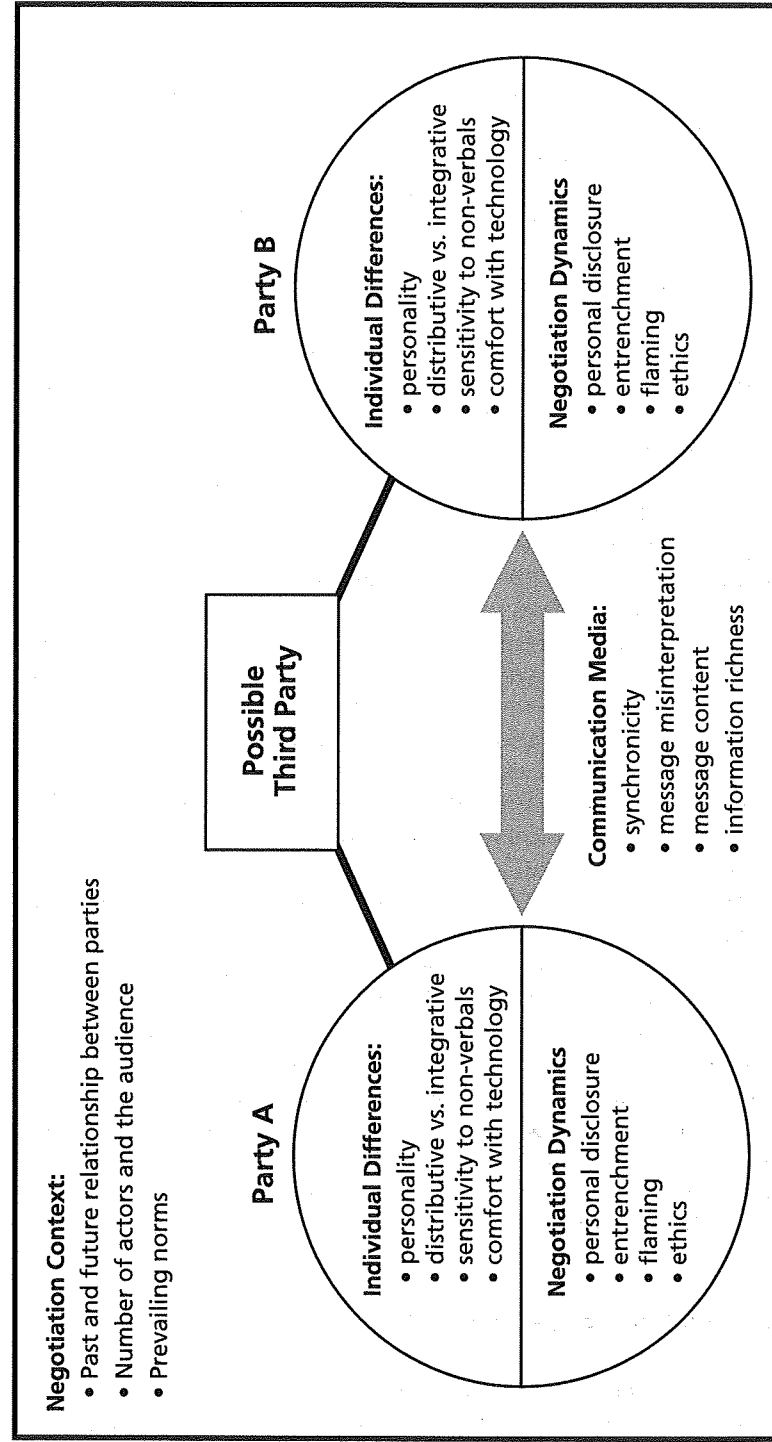 Negotiation Context:
• Past and future relationship between parties
• Number of actors and the audience
• Prevailing norms
Possible
Third Party
Party A
Individual Differences:
• personality
• distributive vs. integrative
• sensitivity to non-verbals
• comfort with technology
Negotiation Dynamics
• personal disclosure
• entrenchment
• flaming
• ethics
Communication Media:
• synchronicity
• message misinterpretation
• message content
• information richness
Party B
Individual Differences:
• personality
• distributive vs. integrative
• sensitivity to non-verbals
• comfort with technology
Negotiation Dynamics
• personal disclosure
• entrenchment
• flaming
• ethics